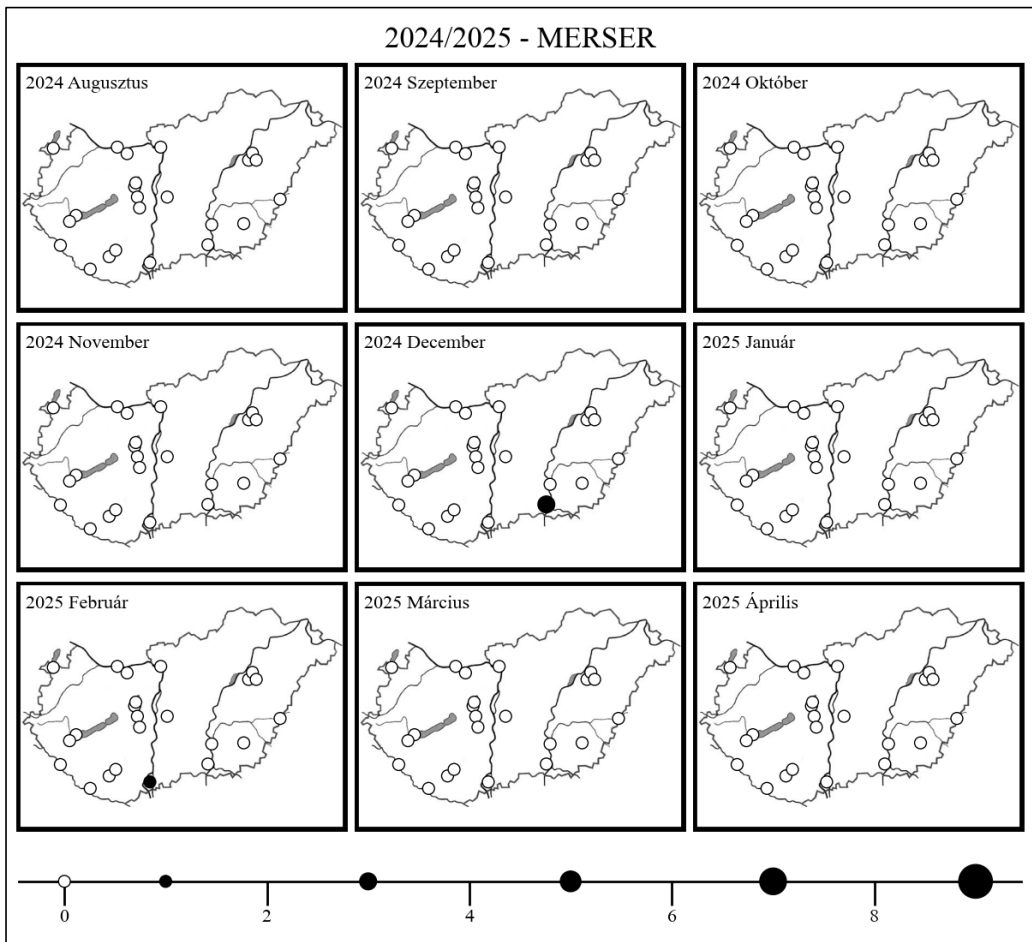 2024/2025 - MERSER
2024 Augusztus
2024 Szeptember
2024 Október
2024 November
2024 December
2025 Január
2025 Február
2025 Március
2025 Április
0
2
4
6
8